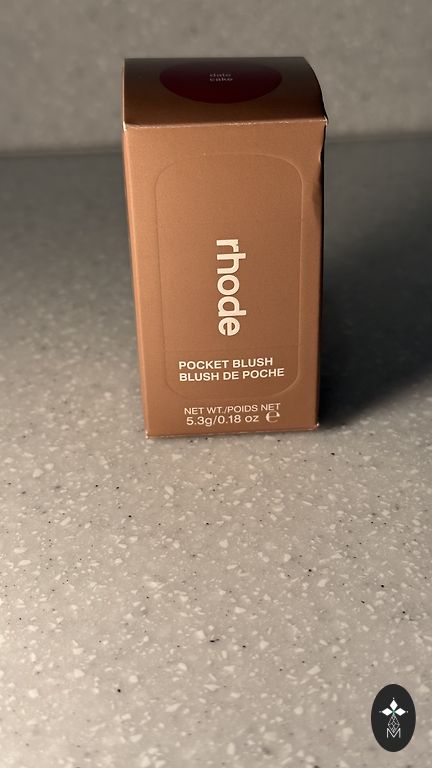 date
cake
rhode
POCKET BLUSH
BLUSH DE POCHE
NET WT./POIDS NET
5.3g/0.18 oz ℮
M